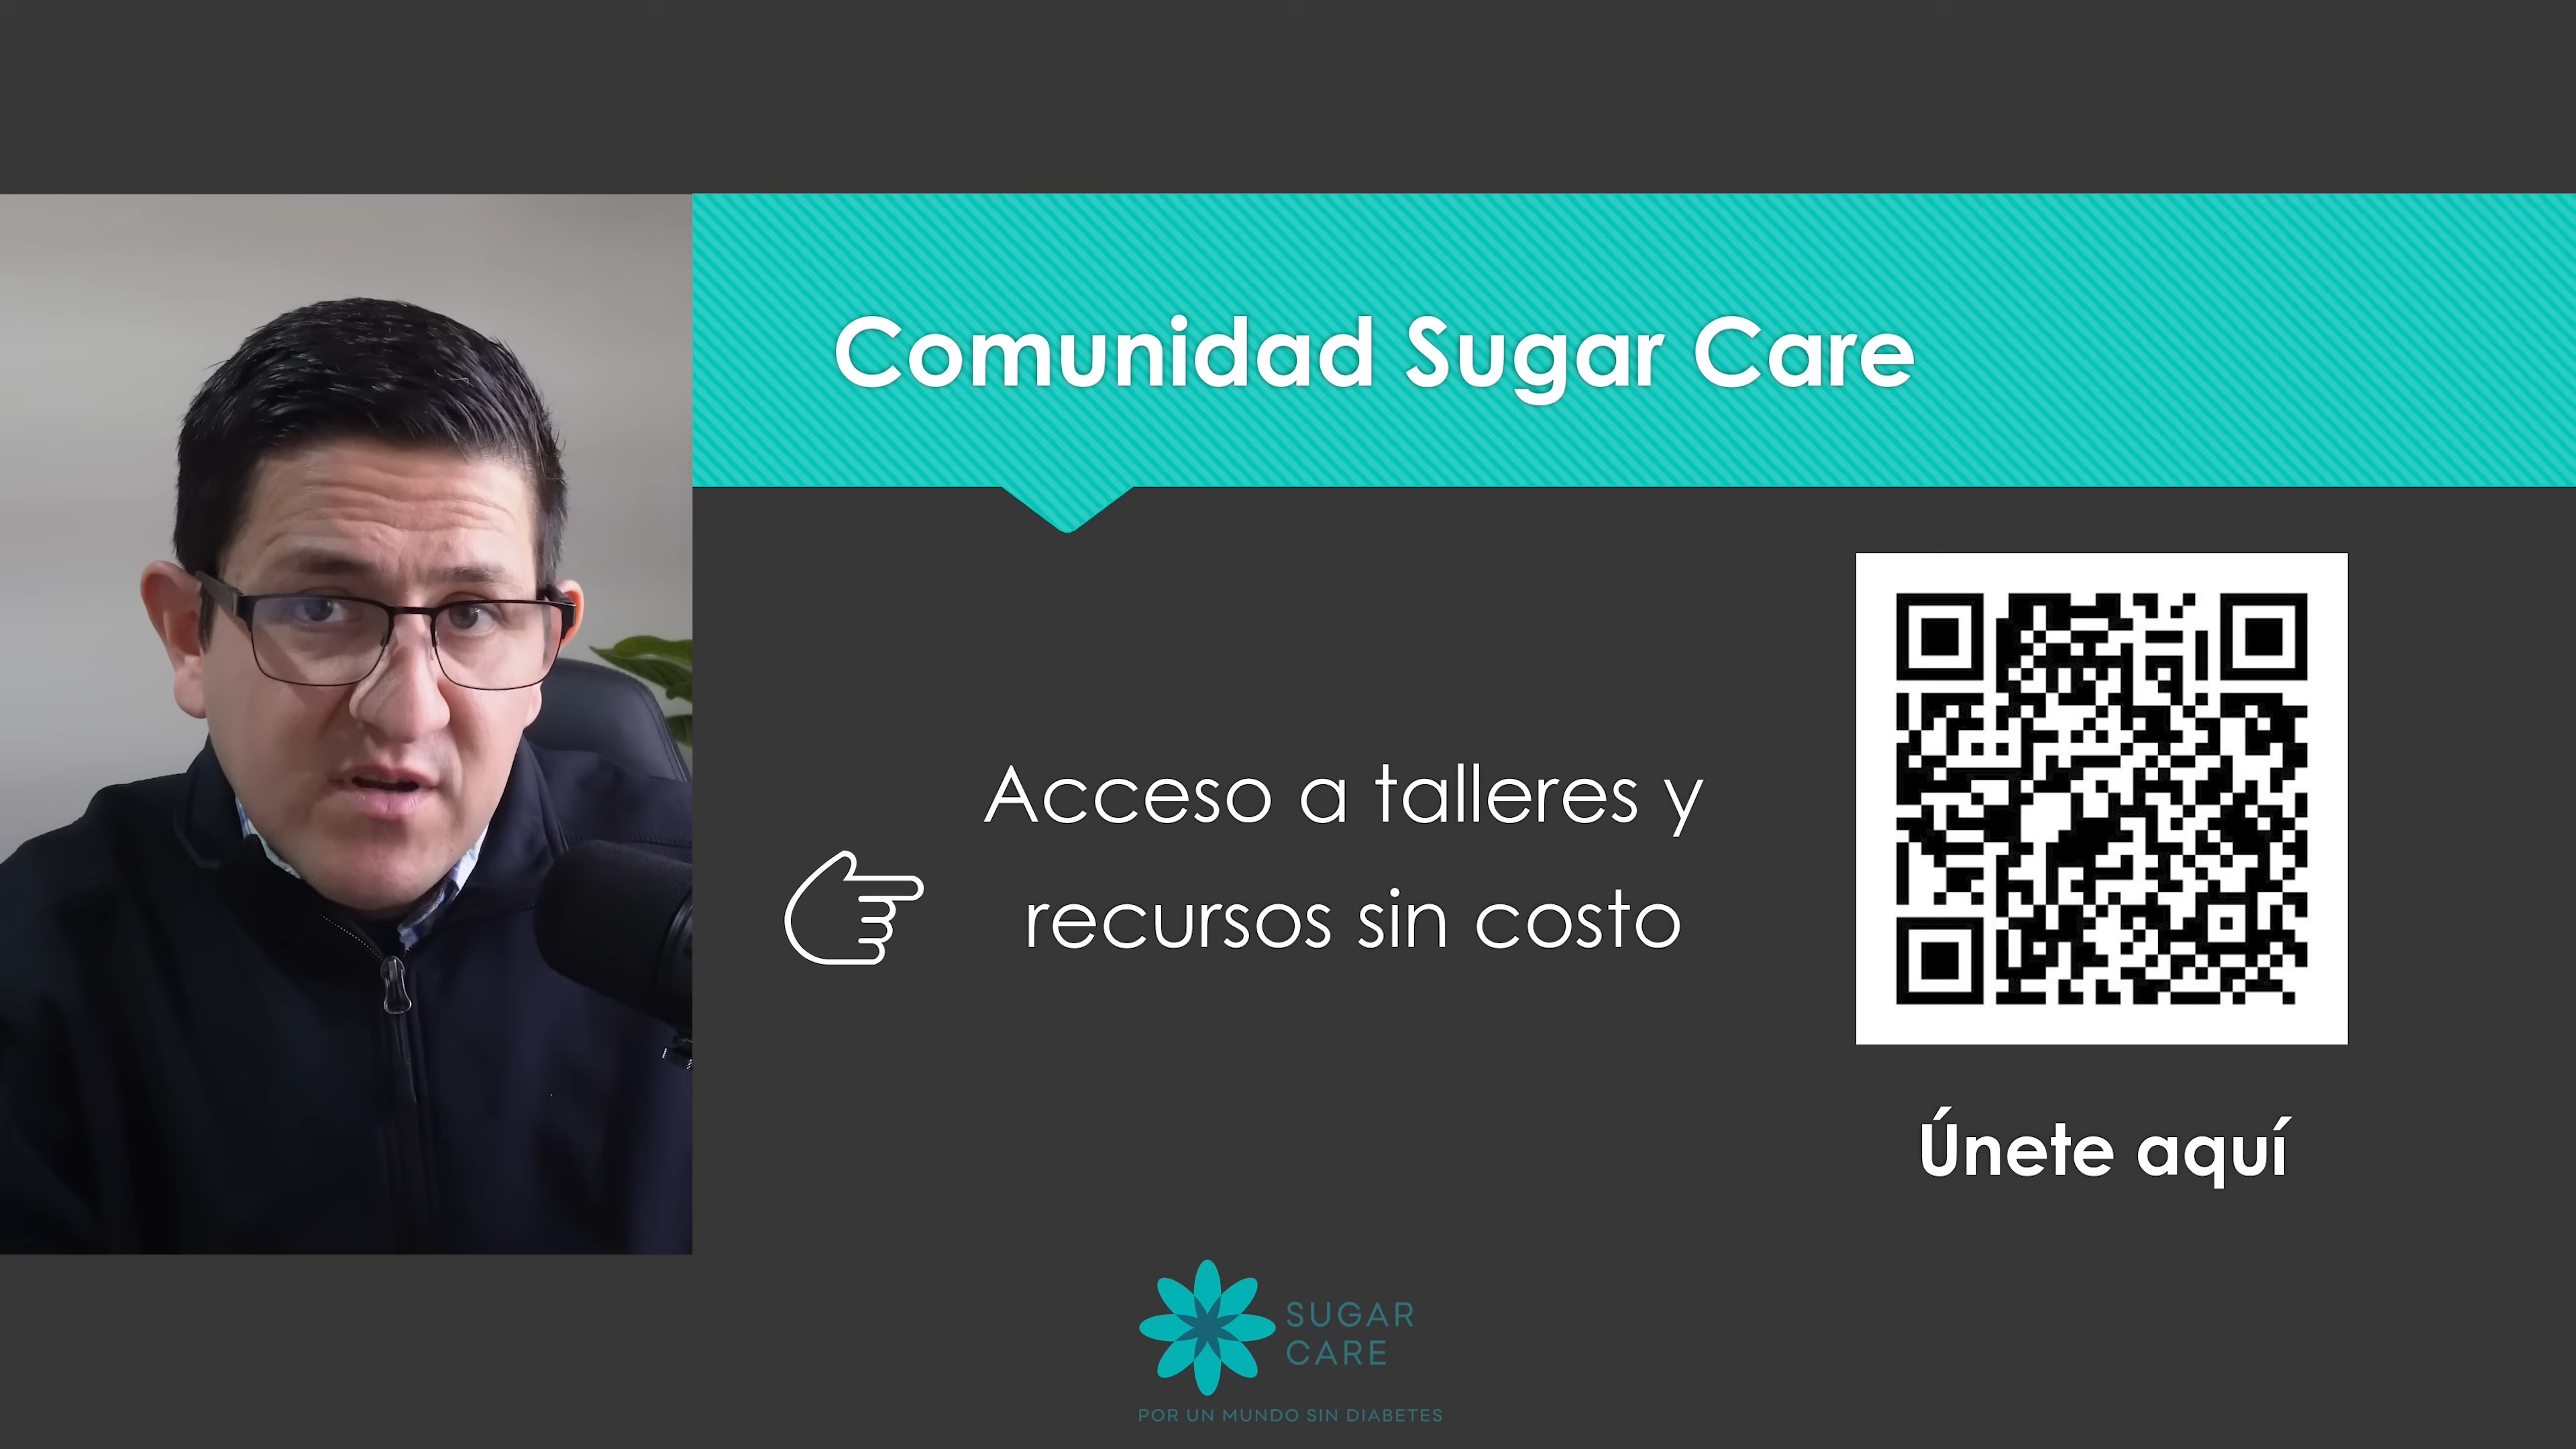 Comunidad Sugar Care
Acceso a talleres y
recursos sin costo
Únete aquí
SUGAR
CARE
POR UN MUNDO SIN DIABETES